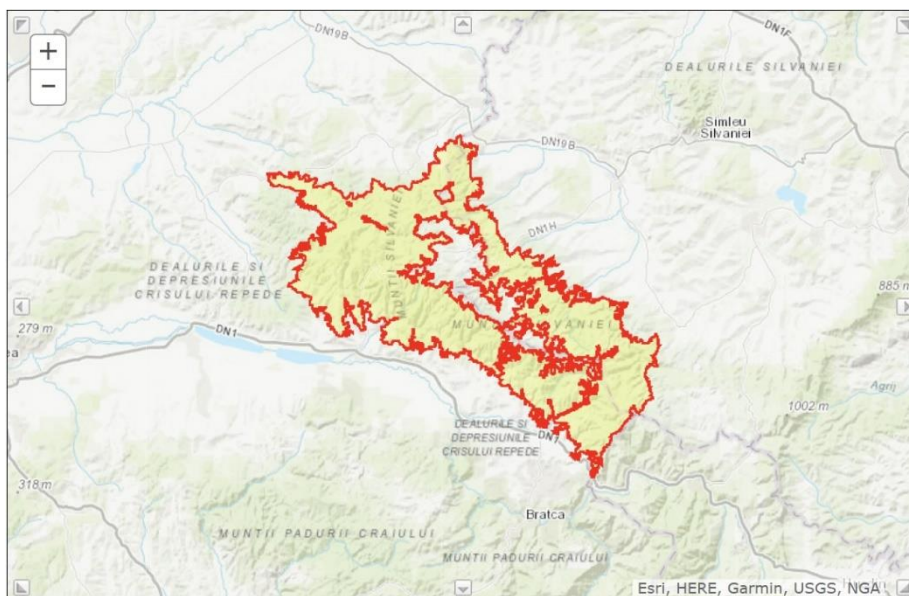 +
−
DN19B
DN1F
DEALURILE SILVANIEI
Simleu
Silvaniei
DN19B
MUNTII SILVANIEI
DN1H
DEALURILE SI
DEPRESIUNILE
CRISULUI REPEDE
885 m
279 m
DN1
MUNTII SILVANIEI
ea
Agrij
1002 m
DEALURILE SI
DEPRESIUNILE
CRISULUI REPEDE
DN1
318 m
Bratca
MUNTII PADURII CRAIULUI
MUNTII PADURII CRAIULUI
Esri, HERE, Garmin, USGS, NGA